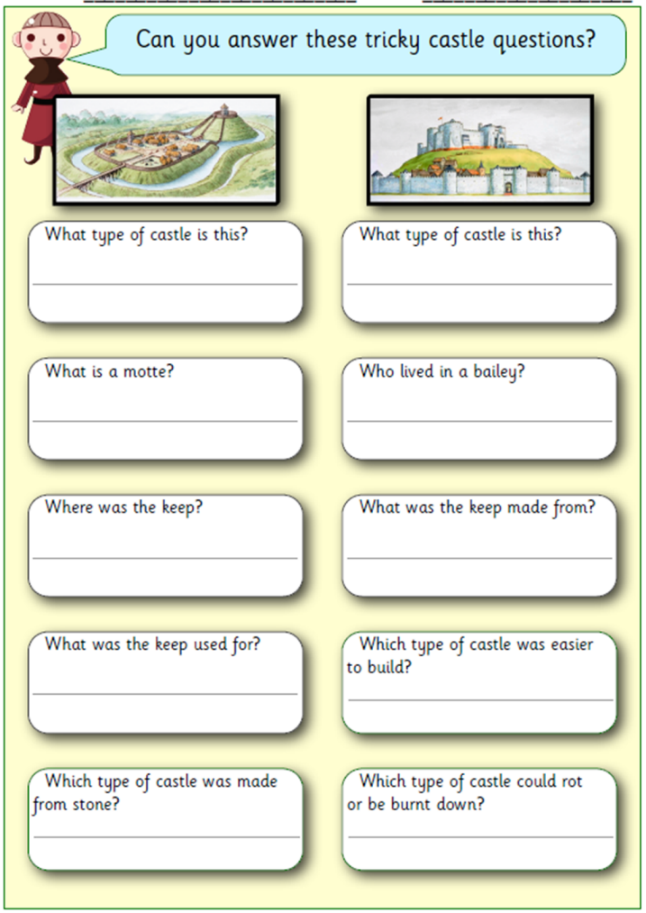 Can you answer these tricky castle questions?
What type of castle is this?
What type of castle is this?
What is a motte?
Who lived in a bailey?
Where was the keep?
What was the keep made from?
What was the keep used for?
Which type of castle was easier
to build?
Which type of castle was made
from stone?
Which type of castle could rot
or be burnt down?